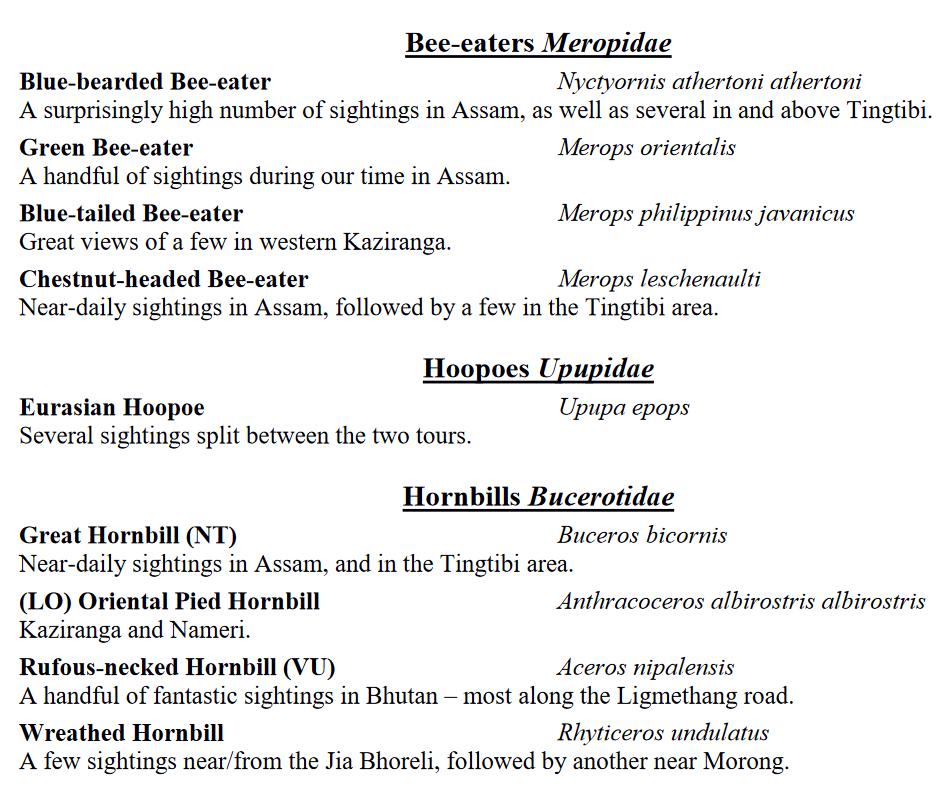 Bee-eaters Meropidae
Blue-bearded Bee-eater Nyctyornis athertoni athertoni
A surprisingly high number of sightings in Assam, as well as several in and above Tingtibi.
Green Bee-eater Merops orientalis
A handful of sightings during our time in Assam.
Blue-tailed Bee-eater Merops philippinus javanicus
Great views of a few in western Kaziranga.
Chestnut-headed Bee-eater Merops leschenaulti
Near-daily sightings in Assam, followed by a few in the Tingtibi area.
Hoopoes Upupidae
Eurasian Hoopoe Upupa epops
Several sightings split between the two tours.
Hornbills Bucerotidae
Great Hornbill (NT) Buceros bicornis
Near-daily sightings in Assam, and in the Tingtibi area.
(LO) Oriental Pied Hornbill Anthracoceros albirostris albirostris
Kaziranga and Nameri.
Rufous-necked Hornbill (VU) Aceros nipalensis
A handful of fantastic sightings in Bhutan – most along the Ligmethang road.
Wreathed Hornbill Rhyticeros undulatus
A few sightings near/from the Jia Bhoreli, followed by another near Morong.